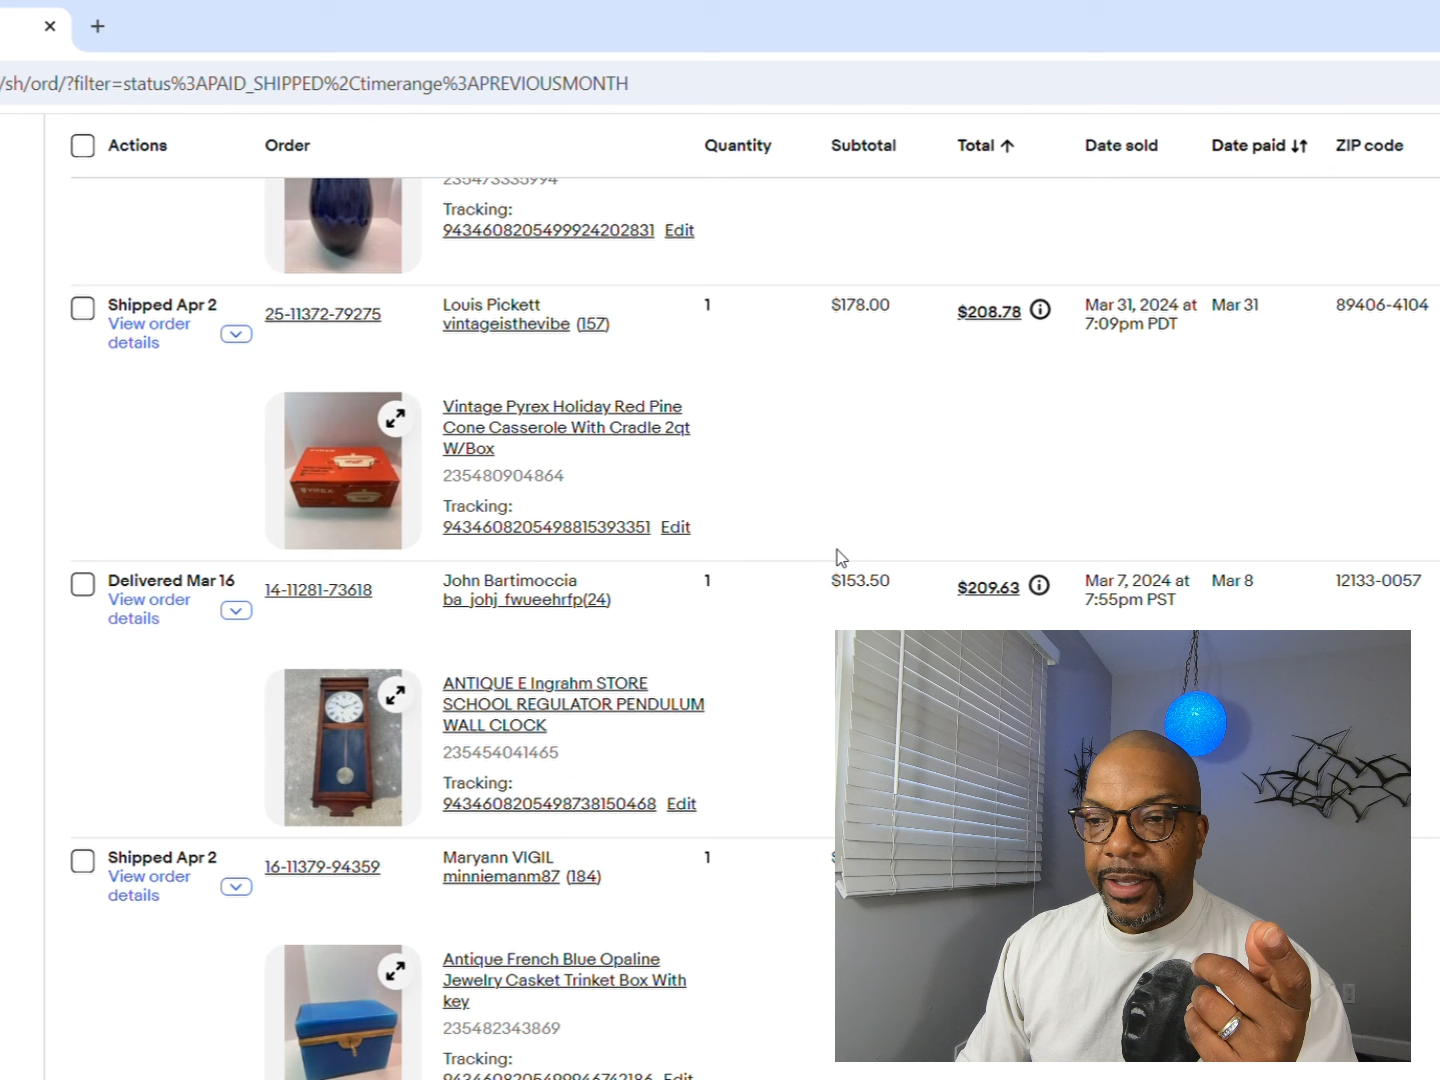 /sh/ord/?filter=status%3APAID_SHIPPED%2Ctimerange%3APREVIOUSMONTH
Actions Order Quantity Subtotal Total Date sold Date paid ZIP code
235473335994
Tracking:
9434608205499924202831 Edit
Shipped Apr 2
View order
details
25-11372-79275
Louis Pickett
vintageisthevibe (157)
1
$178.00
$208.78
Mar 31, 2024 at
7:09pm PDT
Mar 31
89406-4104
Vintage Pyrex Holiday Red Pine
Cone Casserole With Cradle 2qt
W/Box
235480904864
Tracking:
9434608205498815393351 Edit
PYREX
Delivered Mar 16
View order
details
14-11281-73618
John Bartimoccia
ba_johj_fwueehrfp(24)
1
$153.50
$209.63
Mar 7, 2024 at
7:55pm PST
Mar 8
12133-0057
ANTIQUE E Ingrahm STORE
SCHOOL REGULATOR PENDULUM
WALL CLOCK
235454041465
Tracking:
9434608205498738150468 Edit
Shipped Apr 2
View order
details
16-11379-94359
Maryann VIGIL
minniemanm87 (184)
1
Antique French Blue Opaline
Jewelry Casket Trinket Box With
key
235482343869
Tracking:
9434608205499946742186 Edit